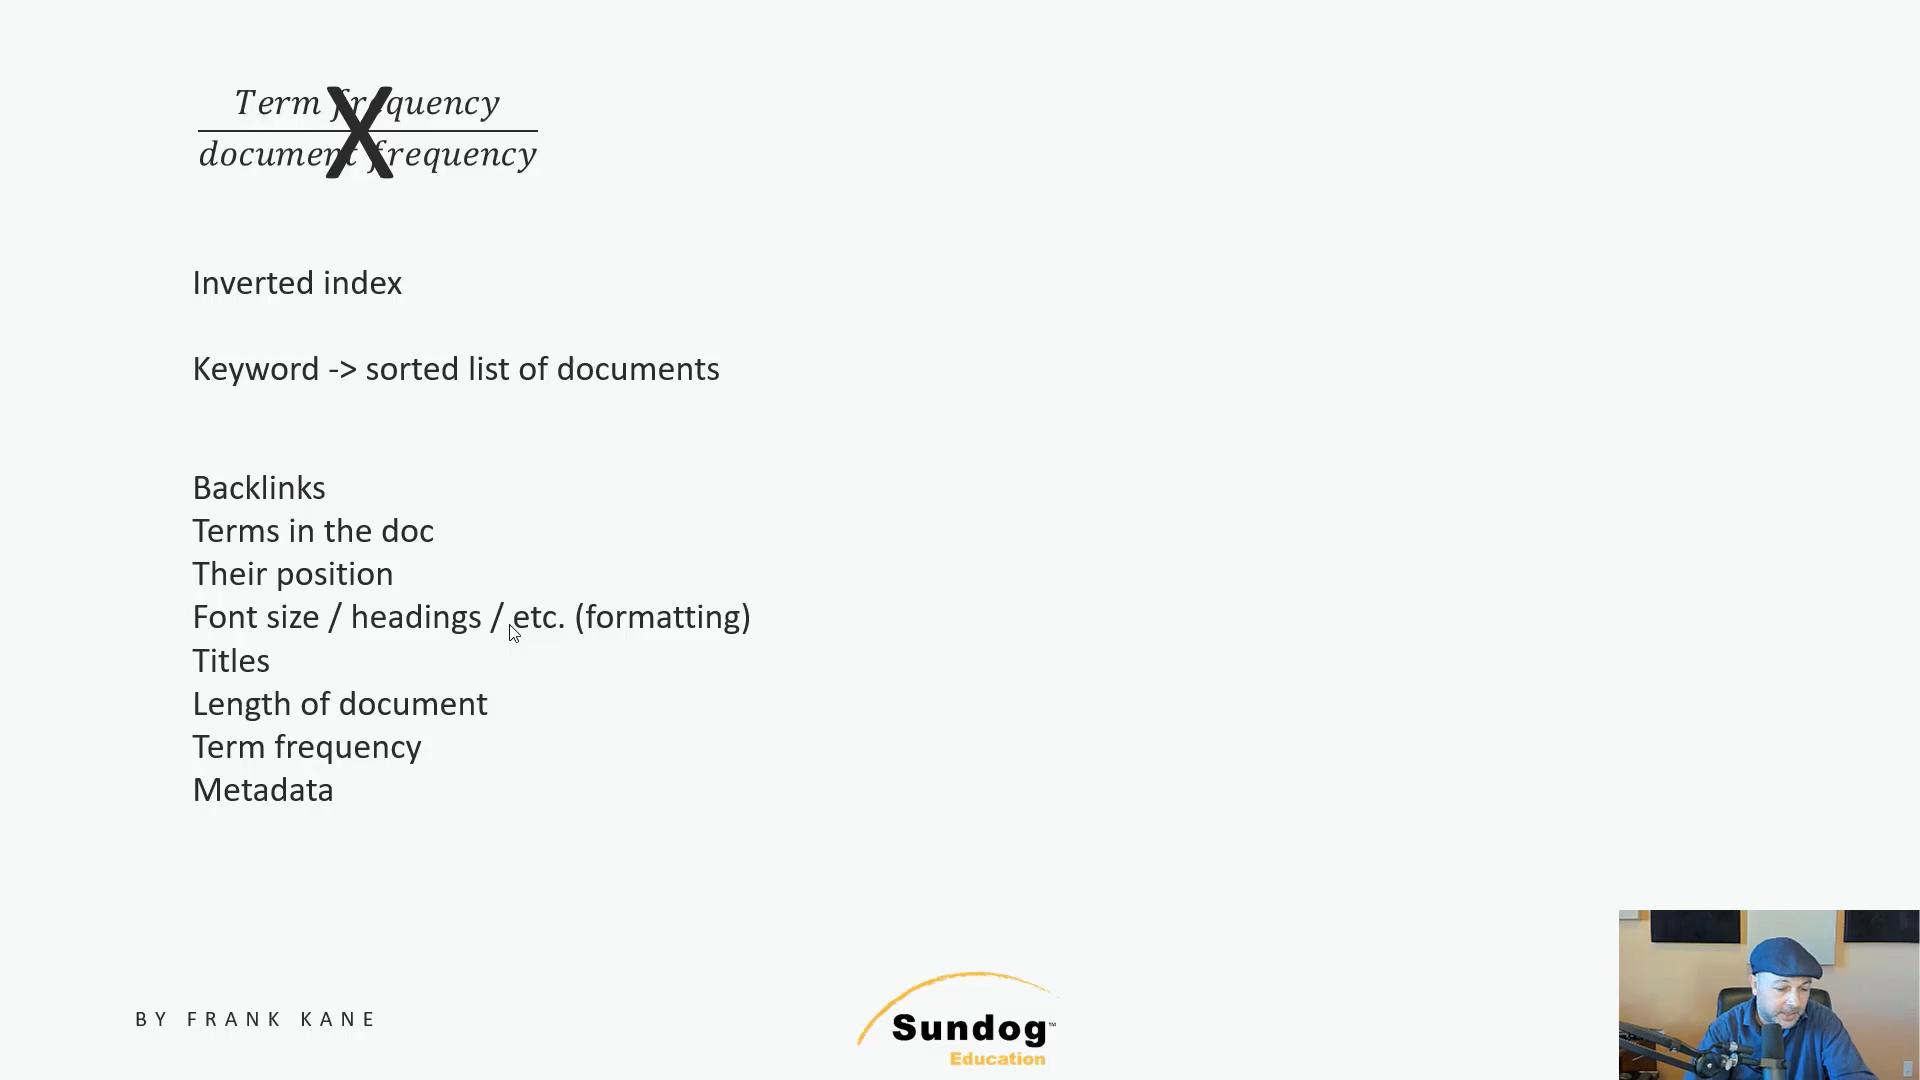 Term frequency
document frequency
X
Inverted index
Keyword -> sorted list of documents
Backlinks
Terms in the doc
Their position
Font size / headings / etc. (formatting)
Titles
Length of document
Term frequency
Metadata
BY FRANK KANE
Sundog™
Education